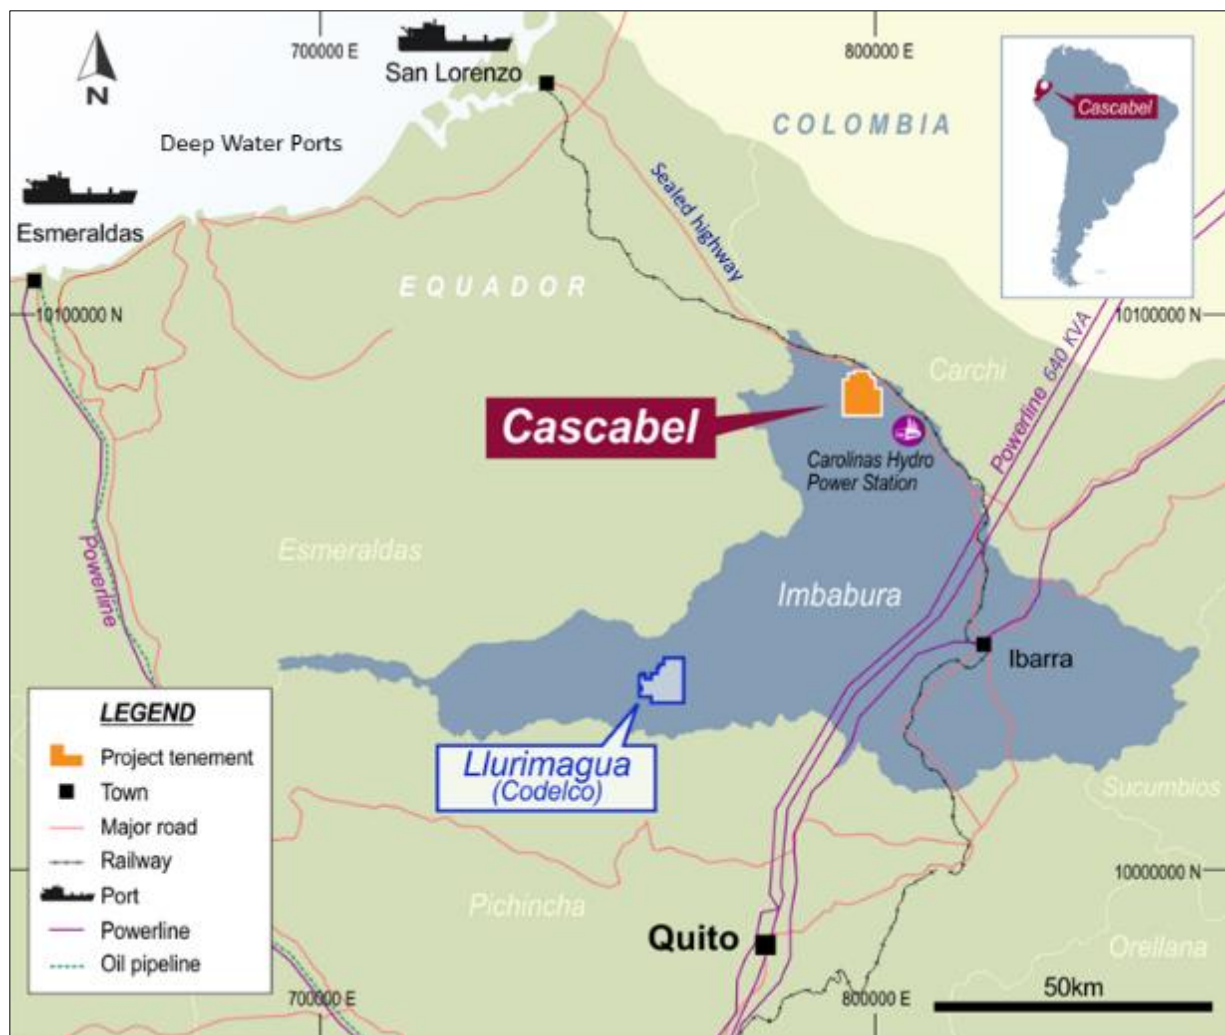 700000 E
800000 E
San Lorenzo
N
Deep Water Ports
COLOMBIA
Cascabel
Esmeraldas
Sealed highway
EQUADOR
10100000 N
10100000 N
Powerline 640 KVA
Carchi
Cascabel
Carolinas Hydro
Power Station
Esmeraldas
Powerline
Imbabura
Ibarra
LEGEND
Project tenement
Town
Major road
Railway
Port
Powerline
Oil pipeline
Llurimagua
(Codelco)
Sucumbios
10000000 N
Pichincha
Quito
Orellana
700000 E
800000 E
50km